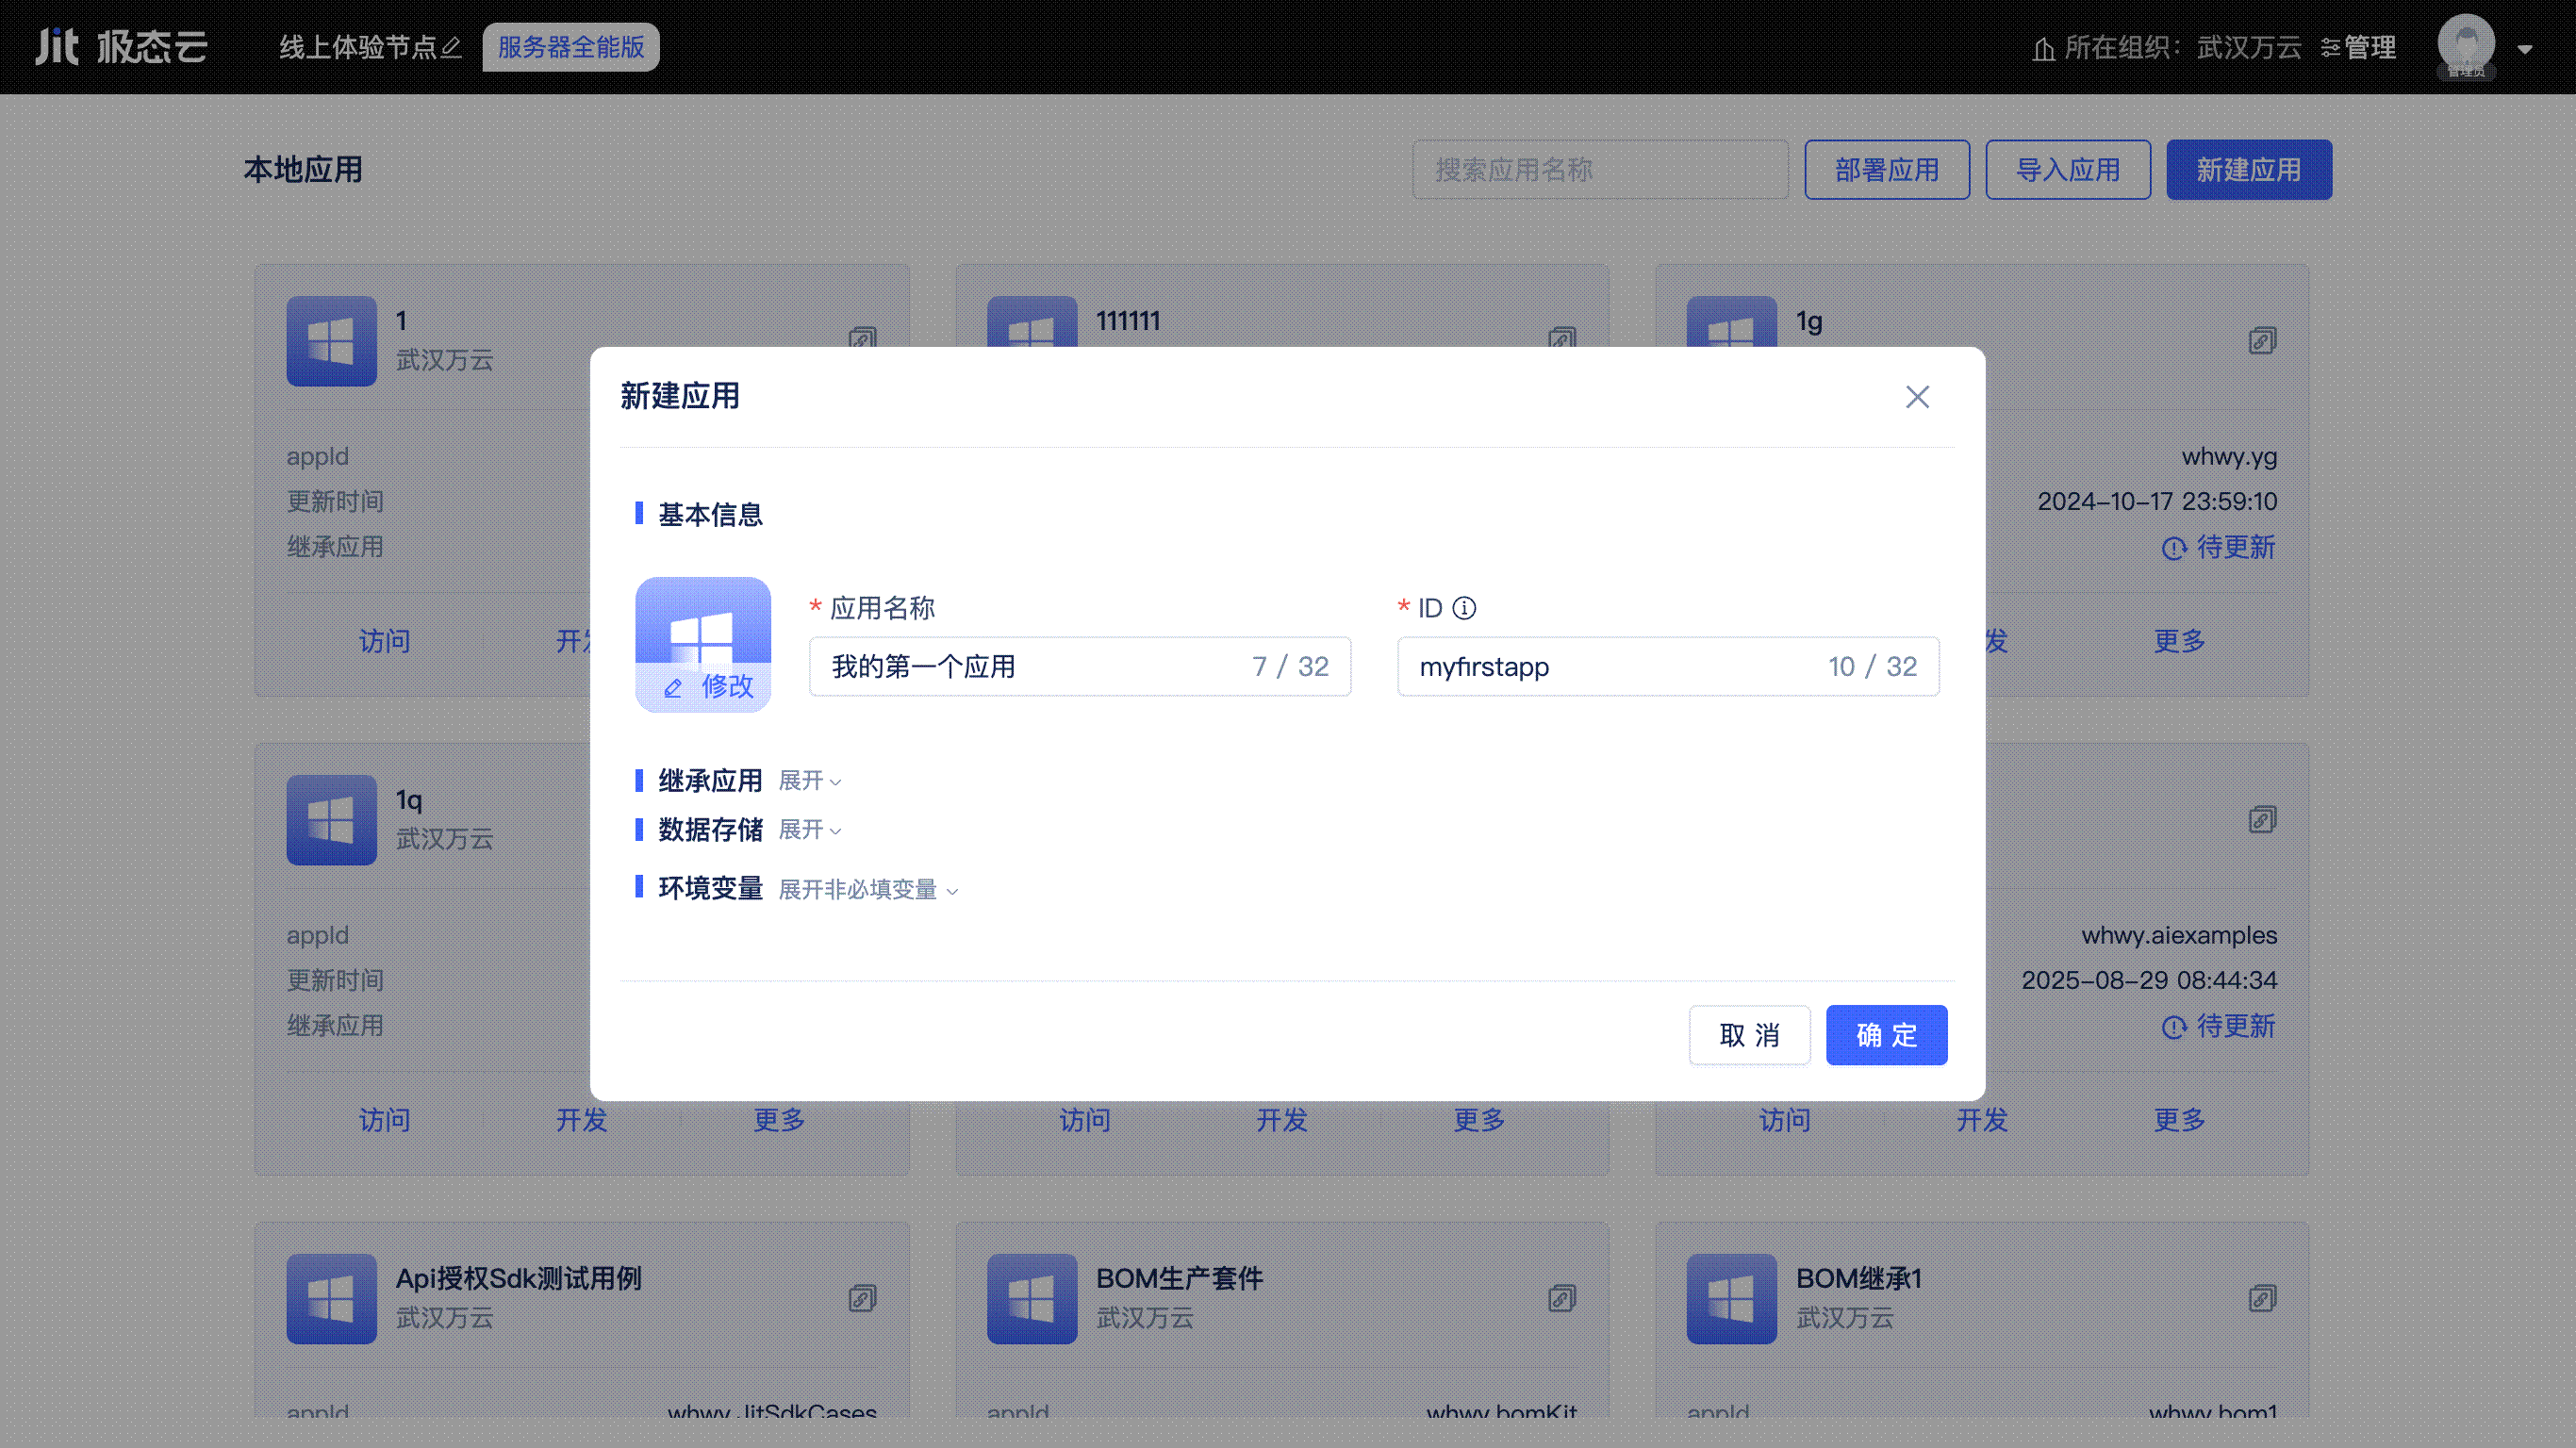 Jit 极态云 线上体验节点 服务器全能版 所在组织：武汉万云 管理
管理员
本地应用 搜索应用名称 部署应用 导入应用 新建应用
1 111111 1g
武汉万云
新建应用
appId whwy.yg
更新时间 2024-10-17 23:59:10
基本信息
继承应用 待更新
* 应用名称 * ID
访问 开发 更多
我的第一个应用 7 / 32 myfirstapp 10 / 32
修改
继承应用 展开
1q
数据存储 展开
武汉万云
环境变量 展开非必填变量
appId whwy.aiexamples
更新时间 2025-08-29 08:44:34
继承应用 待更新
取 消 确 定
访问 开发 更多 访问 开发 更多 访问 开发 更多
Api授权Sdk测试用例 BOM生产套件 BOM继承1
武汉万云 武汉万云 武汉万云
appId whwy.JitSdkCases appId whwy.bomKit appId whwy.bom1